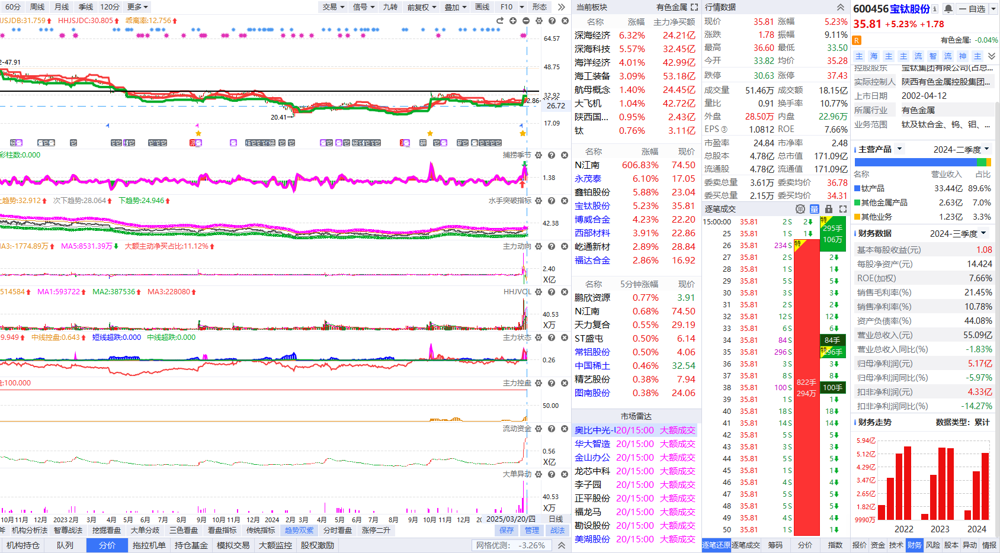 60分 周线 月线 季线 120分 更多
交易 信号 九转 前复权 叠加 画线 F10 形态
JSJDB:31.759 HHJSJDC:30.805 乖离率:12.756
64.57
2-47.91
48.75
32.92
2.86-
26.72
20.41
17.09
彩柱数:0.000
捕捞季节
1.38
上趋势:32.912 次下趋势:28.064 下趋势:24.946
水手突破指标
42.38
A3:-1774.89万 MA5:8531.39万 大额主动净买占比:11.12%
主力动向
2.40
X亿
514584 MA1:593722 MA2:387536 MA3:228080
HHJVOL
40.53
X万
9.949 中线控盘:0.643 短线超跌:0.000 中线超跌:0.000
主力状态
0.26
盘:100.000
主力控盘
50.00
流动资金
0.56
X亿
大单异动
40.53
X万
10月 11月 12月 2023 2月 3月 4月 5月 6月 7月 8月 9月 10月 11月 12月 2024 2月 3月 4月 5月 6月 7月 8月 9月 10月 11月 12月 2025/03/20/四 日线
机构分析法 智尊战法 挖掘看盘 大单分歧 三色看盘 看盘指标 传统指标 趋势双紫 分时看盘 涨停二升 保存 管理 战法
机构持仓 队列 分价 拖拉机单 持仓基金 模拟交易 大额监控 股权激励 网格优测: -3.26%
当前板块 有色金属
名称 涨幅 主力净买额
深海经济 6.32% 24.21亿
深海科技 5.57% 32.45亿
海洋经济 4.01% 42.99亿
海工装备 3.09% 53.18亿
航母概念 1.40% 24.45亿
大飞机 1.04% 42.72亿
陕西国... 0.95% 2.43亿
钛 0.76% 3.11亿
名称 涨幅 现价
N江南 606.83% 74.50
永茂泰 6.10% 17.05
鑫铂股份 5.88% 23.04
宝钛股份 5.23% 35.81
博威合金 4.23% 22.20
西部材料 3.91% 22.86
屹通新材 2.89% 28.84
福达合金 2.86% 16.92
名称 5分钟涨幅 现价
鹏欣资源 0.77% 3.91
N江南 0.68% 74.50
天力复合 0.55% 29.19
ST盛屯 0.50% 6.14
常铝股份 0.50% 4.06
中国稀土 0.46% 32.54
精艺股份 0.38% 7.94
图南股份 0.38% 24.06
市场雷达
奥比中光-U 20/15:00 大额成交
华大智造 20/15:00 大额成交
金山办公 20/15:00 大额成交
龙芯中科 20/15:00 大额成交
李子园 20/15:00 大额成交
正平股份 20/15:00 大额成交
福龙马 20/15:00 大额成交
勘设股份 20/15:00 大额成交
美湖股份 20/15:00 大额成交
行情数据
现价 35.81 涨幅 5.23%
涨跌 1.78 振幅 9.11%
最高 36.60 最低 33.50
今开 33.82 均价 35.28
跌停 30.63 涨停 37.43
成交量 51.46万 成交额 18.15亿
量比 0.91 换手率 10.77%
外盘 28.50万 内盘 22.96万
EPS③ 1.0812 ROE 7.66%
市盈率 24.84 市净率 2.48
总股本 4.78亿 总市值 171.09亿
流通股 4.78亿 流通值 171.09亿
委卖总量 3.61万 委卖均价 36.78
委买总量 2.15万 委买均价 34.31
逐笔成交 单 量
15:00:00 35.81 2 S 2
25 35.81 1 S 1
26 35.81 234 S
27 35.81 2 S 2
28 35.81 1 S 1
29 35.81 5 S 5
30 35.81 3 S 3
31 35.81 2 S 2
32 35.81 12 S 12
33 35.81 6 S 6
34 35.81 84 S 84手
35 35.81 296 S 特 296手
36 35.81 3 S 3
37 35.81 8 S 8
38 35.81 100 S 100手
39 35.81 1 S 1
40 35.81 18 S 18
41 35.81 14 S 14
42 35.81 5 S 5
43 35.81 3 S 3
44 35.81 5 S 5
45 35.81 1 S 1
46 35.81 4 S 4
47 35.81 5 S 5
48 35.81 5 S 5
49 35.81 4 S 4
50 35.81 1 S 1
特
295手
106万
特
822手
294万
逐笔还原 逐笔成交 筹码 分价 指数
600456 宝钛股份 自选
35.81 +5.23% +1.78
R 有色金属: -0.04%
主 海 主 主 流 智 流 神 主
控股股东 宝钛集团有限公司(占总...
实际控制人 陕西有色金属控股集团...
上市日期 2002-04-12
所属行业 有色金属
业务范围 钛及钛合金、钨、钼、...
主营产品 2024-二季度
名称 营业收入 占比
钛产品 33.44亿 89.6%
其他金属产品 2.63亿 7.0%
其他业务 1.23亿 3.3%
财务数据 2024-三季度
基本每股收益(元) 1.08
每股净资产(元) 14.424
ROE(加权) 7.66%
销售毛利率(%) 21.45%
销售净利率(%) 10.78%
资产负债率(%) 44.08%
营业总收入(元) 55.09亿
营业总收入同比(%) -1.83%
归母净利润(元) 5.17亿
归母净利润同比(%) -5.97%
扣非净利润(元) 4.33亿
扣非净利润同比(%) -14.27%
财务走势 数据类型: 累计
5.94亿
5.12亿
4.29亿
3.47亿
2.65亿
1.82亿
9990万
2022 2023 2024
报价 资金 技术 财务 风险 股本 异动 情报